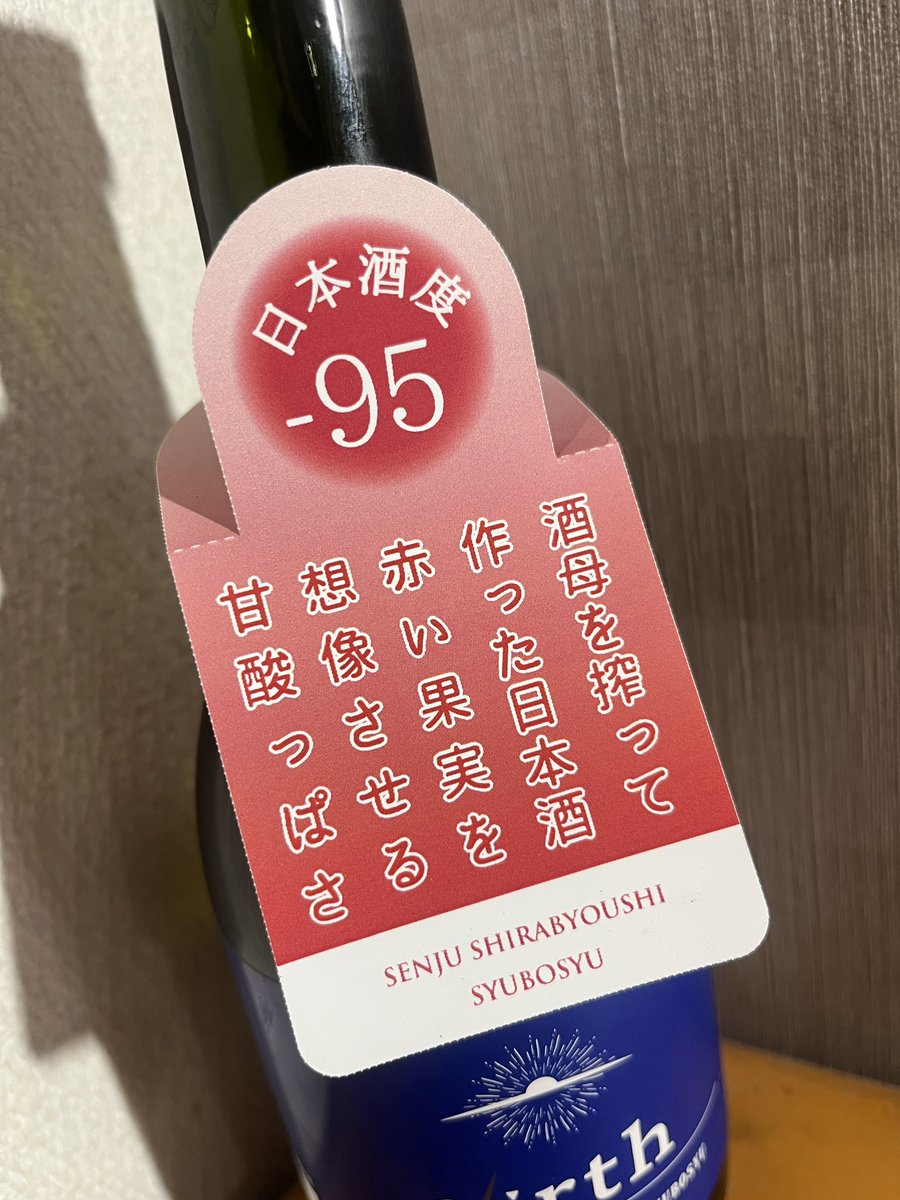 日本酒度
-95
酒母を搾って
作った日本酒
赤い果実を
想像させる
甘酸っぱさ
SENJU SHIRABYOUSHI
SYUBOSYU